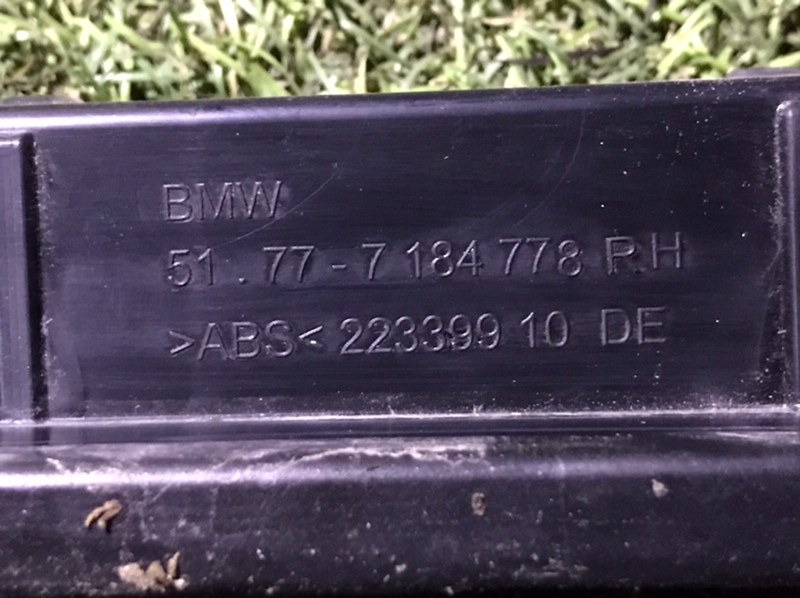 BMW
51.77-7 184 778 RH
>ABS< 223399 10 DE